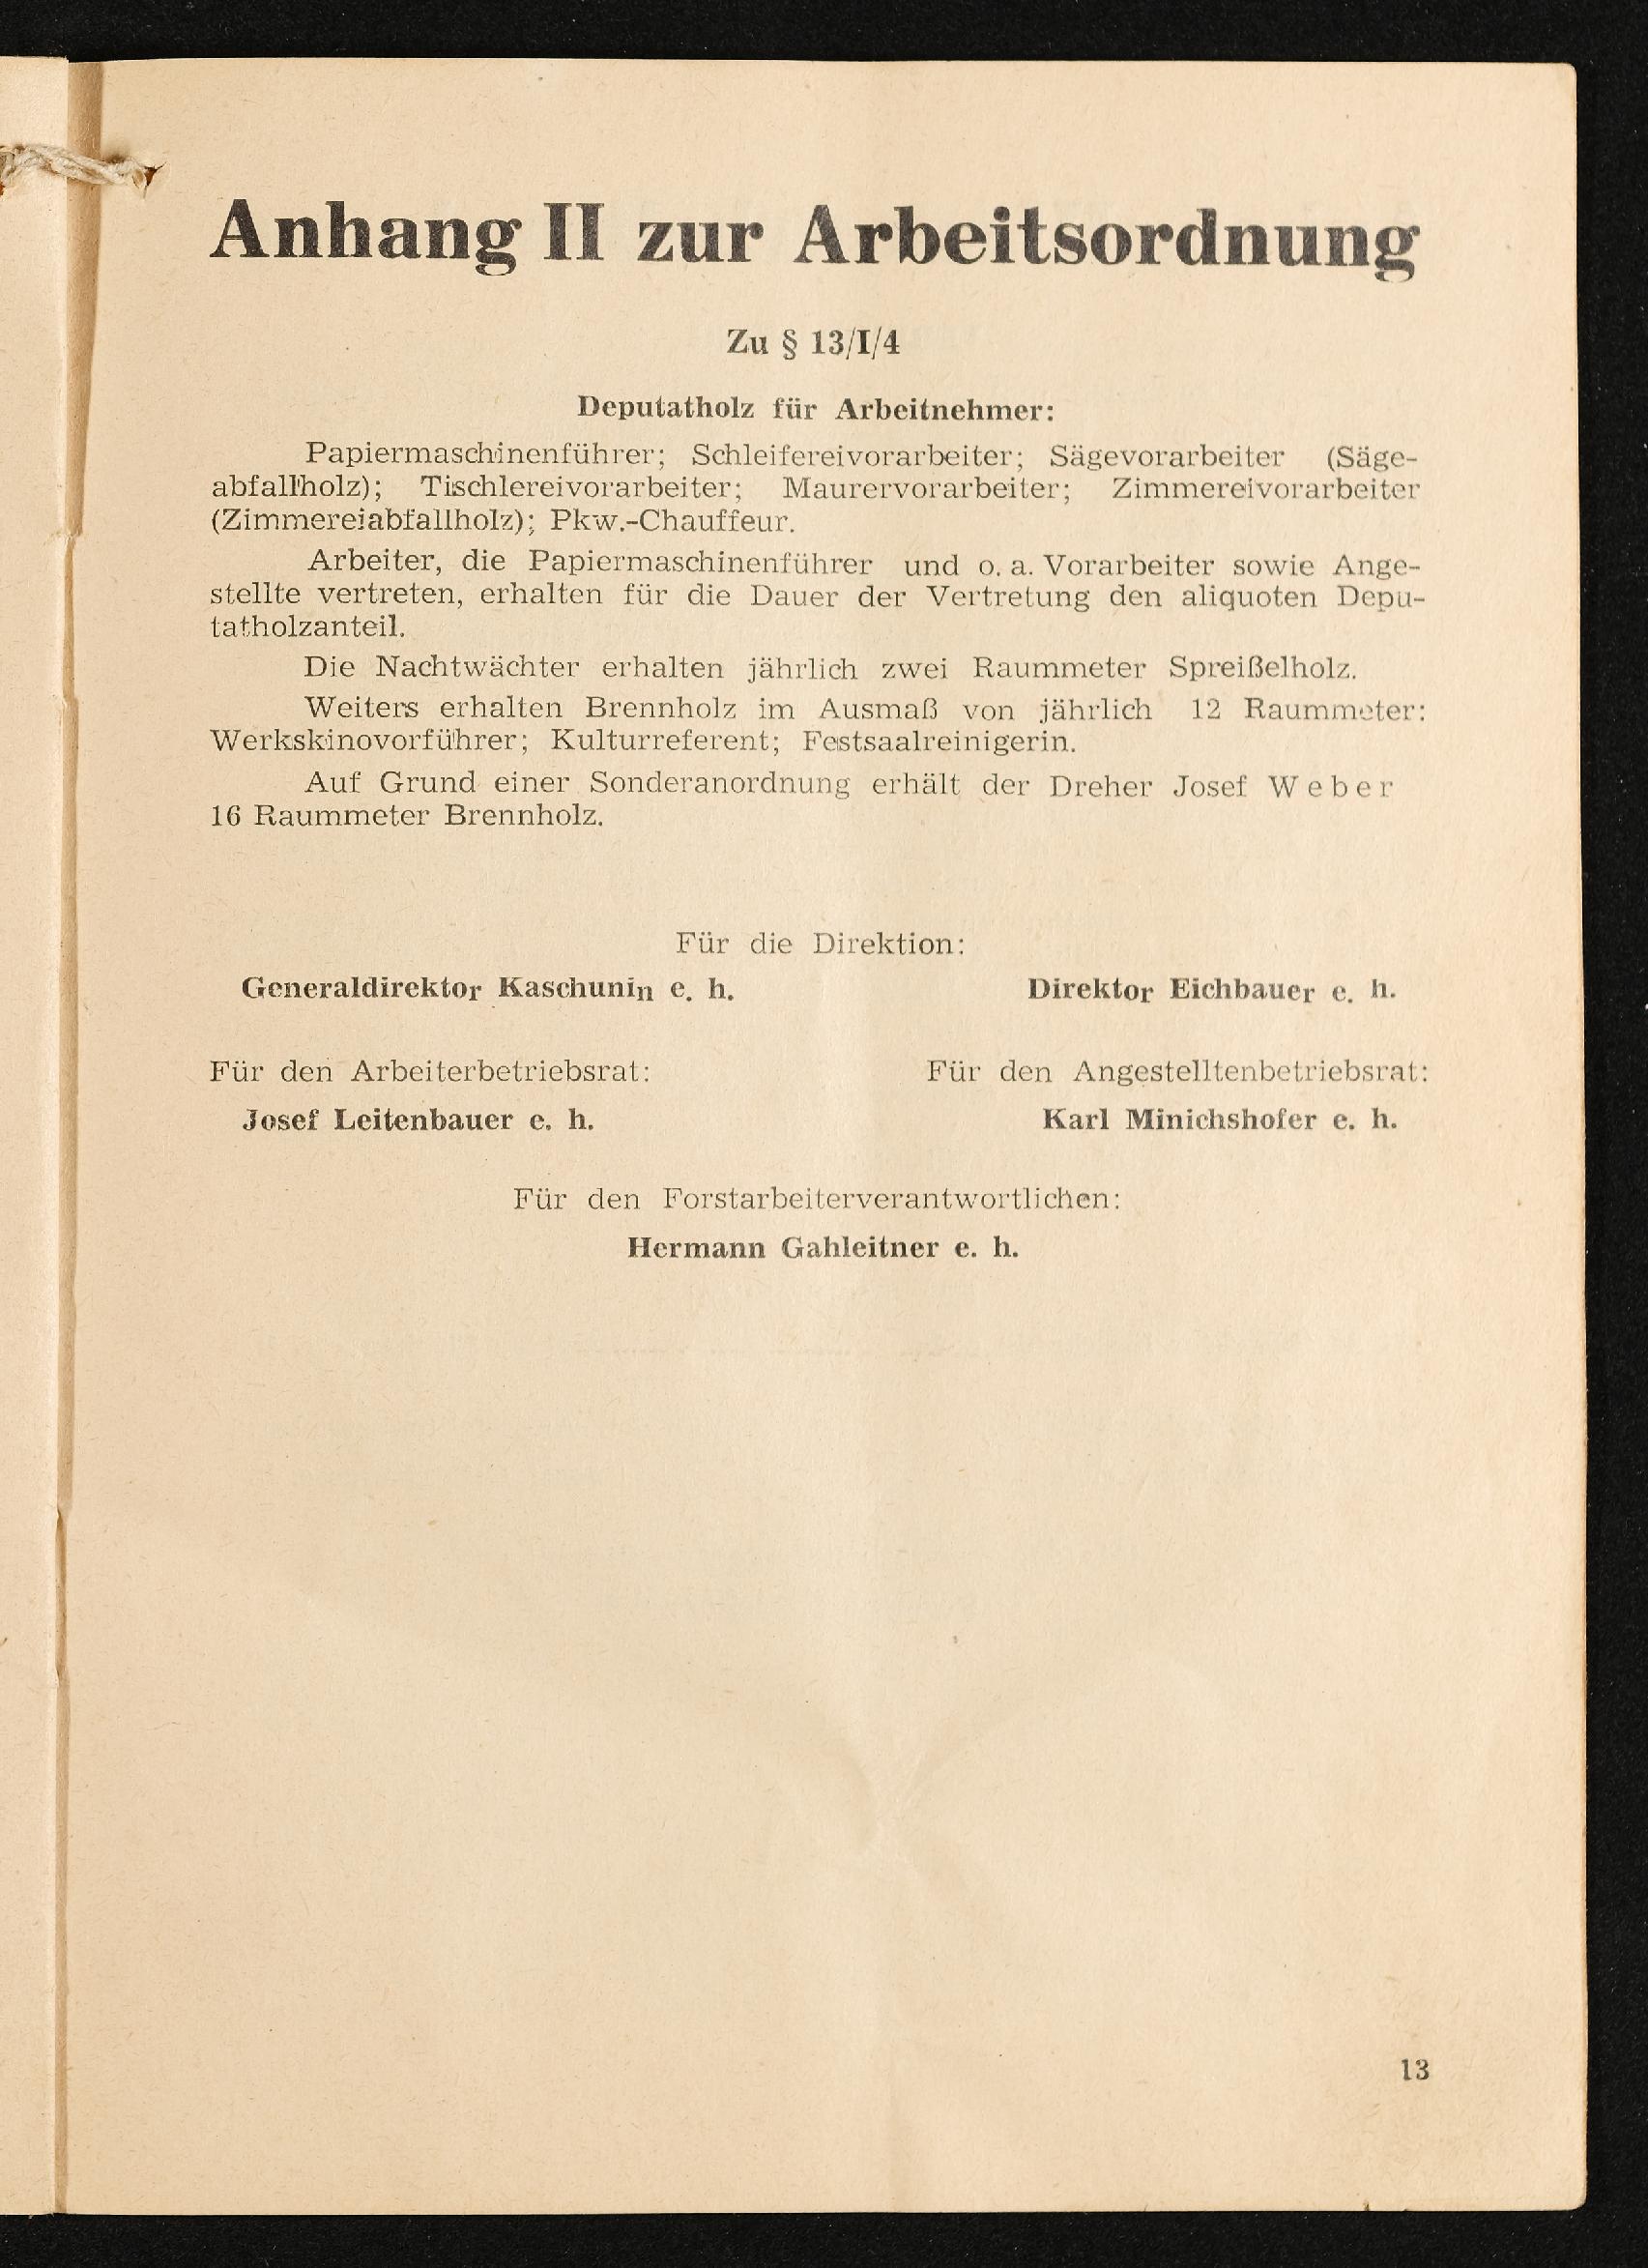 Anhang II zur Arbeitsordnung
Zu § 13/I/4
Deputatholz für Arbeitnehmer:
Papiermaschinenführer; Schleifereivorarbeiter; Sägevorarbeiter (Säge-
abfallholz); Tischlereivorarbeiter; Maurervorarbeiter; Zimmereivorarbeiter
(Zimmereiabfallholz); Pkw.-Chauffeur.
Arbeiter, die Papiermaschinenführer und o. a. Vorarbeiter sowie Ange-
stellte vertreten, erhalten für die Dauer der Vertretung den aliquoten Depu-
tatholzanteil.
Die Nachtwächter erhalten jährlich zwei Raummeter Spreißelholz.
Weiters erhalten Brennholz im Ausmaß von jährlich 12 Raummeter:
Werkskinovorführer; Kulturreferent; Festsaalreinigerin.
Auf Grund einer Sonderanordnung erhält der Dreher Josef Weber
16 Raummeter Brennholz.
Für die Direktion:
Generaldirektor Kaschunin e. h. Direktor Eichbauer e. h.
Für den Arbeiterbetriebsrat: Für den Angestelltenbetriebsrat:
Josef Leitenbauer e. h. Karl Minichshofer e. h.
Für den Forstarbeiterverantwortlichen:
Hermann Gahleitner e. h.
13